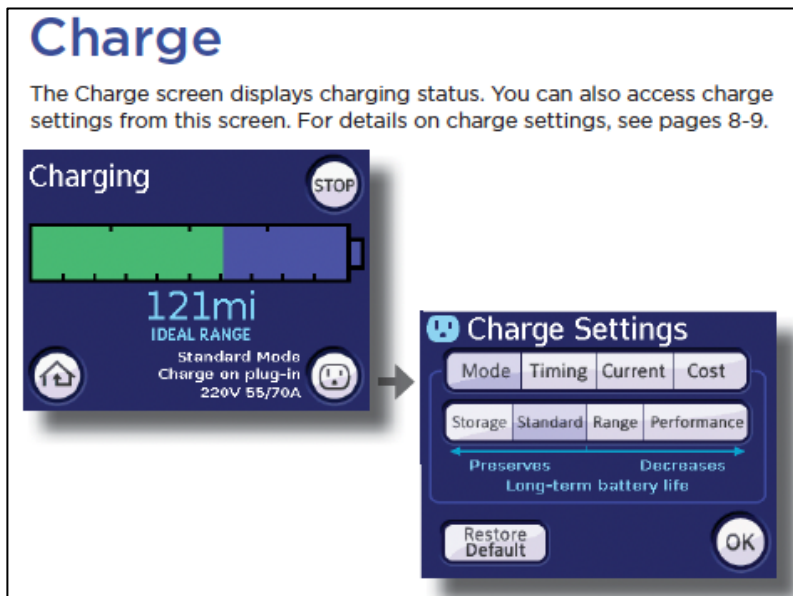 Charge
The Charge screen displays charging status. You can also access charge
settings from this screen. For details on charge settings, see pages 8-9.
Charging
STOP
121mi
IDEAL RANGE
Standard Mode
Charge on plug-in
220V 55/70A
Charge Settings
Mode Timing Current Cost
Storage Standard Range Performance
Preserves Decreases
Long-term battery life
Restore
Default
OK